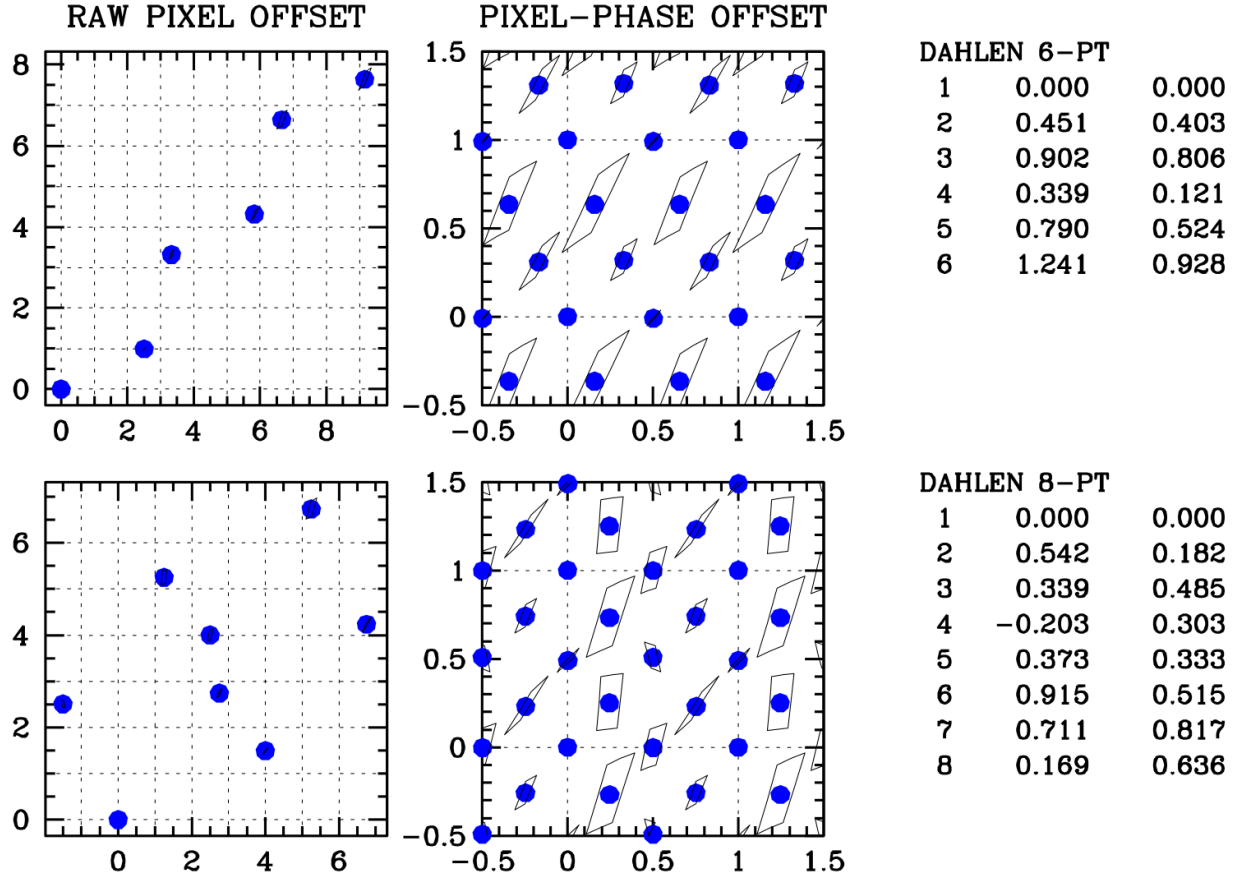 RAW PIXEL OFFSET
PIXEL-PHASE OFFSET
8
6
4
2
0
0 2 4 6 8
1.5
1
0.5
0
−0.5
−0.5 0 0.5 1 1.5
DAHLEN 6-PT
1 0.000 0.000
2 0.451 0.403
3 0.902 0.806
4 0.339 0.121
5 0.790 0.524
6 1.241 0.928
6
4
2
0
0 2 4 6
1.5
1
0.5
0
−0.5
−0.5 0 0.5 1 1.5
DAHLEN 8-PT
1 0.000 0.000
2 0.542 0.182
3 0.339 0.485
4 −0.203 0.303
5 0.373 0.333
6 0.915 0.515
7 0.711 0.817
8 0.169 0.636